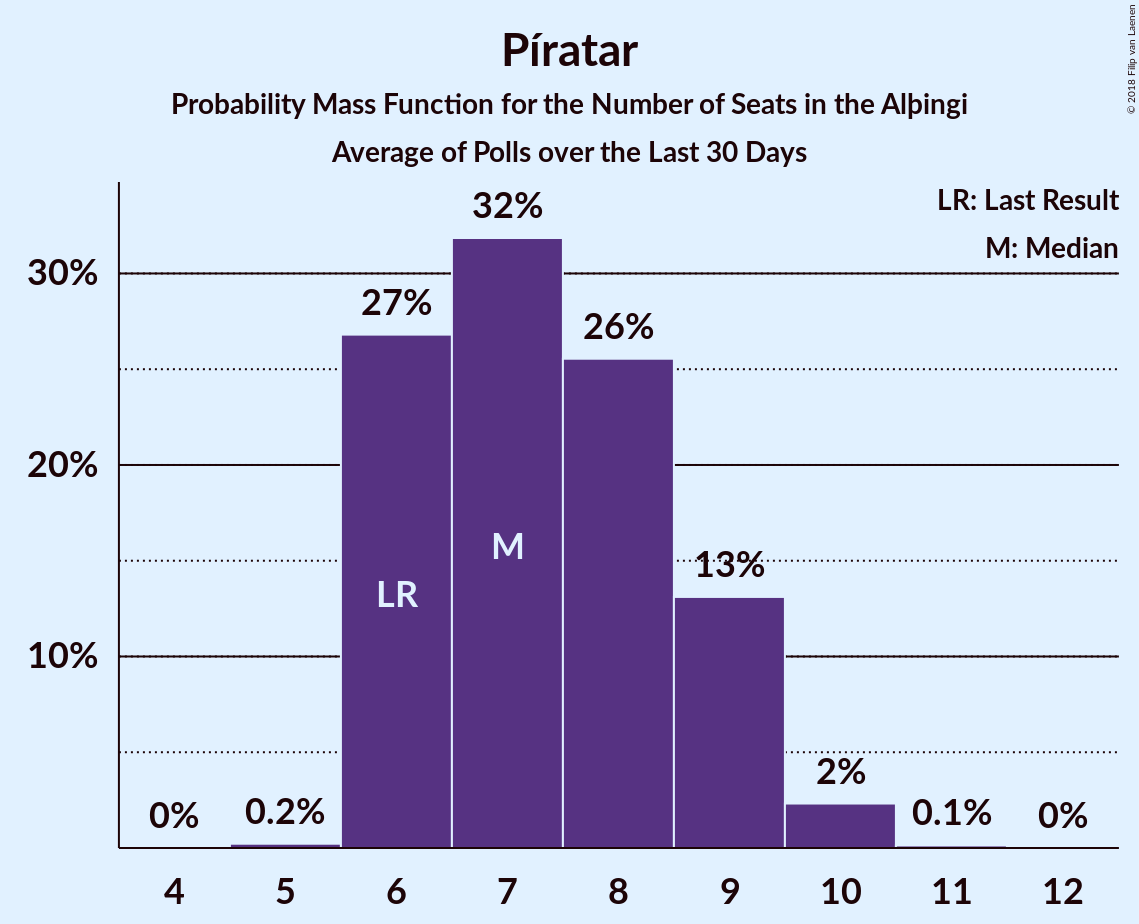 Píratar
Probability Mass Function for the Number of Seats in the Alþingi
Average of Polls over the Last 30 Days
© 2018 Filip van Laenen
LR: Last Result
M: Median
30%
20%
10%
0%
0.2%
27%
32%
26%
13%
2%
0.1%
0%
LR
M
4 5 6 7 8 9 10 11 12